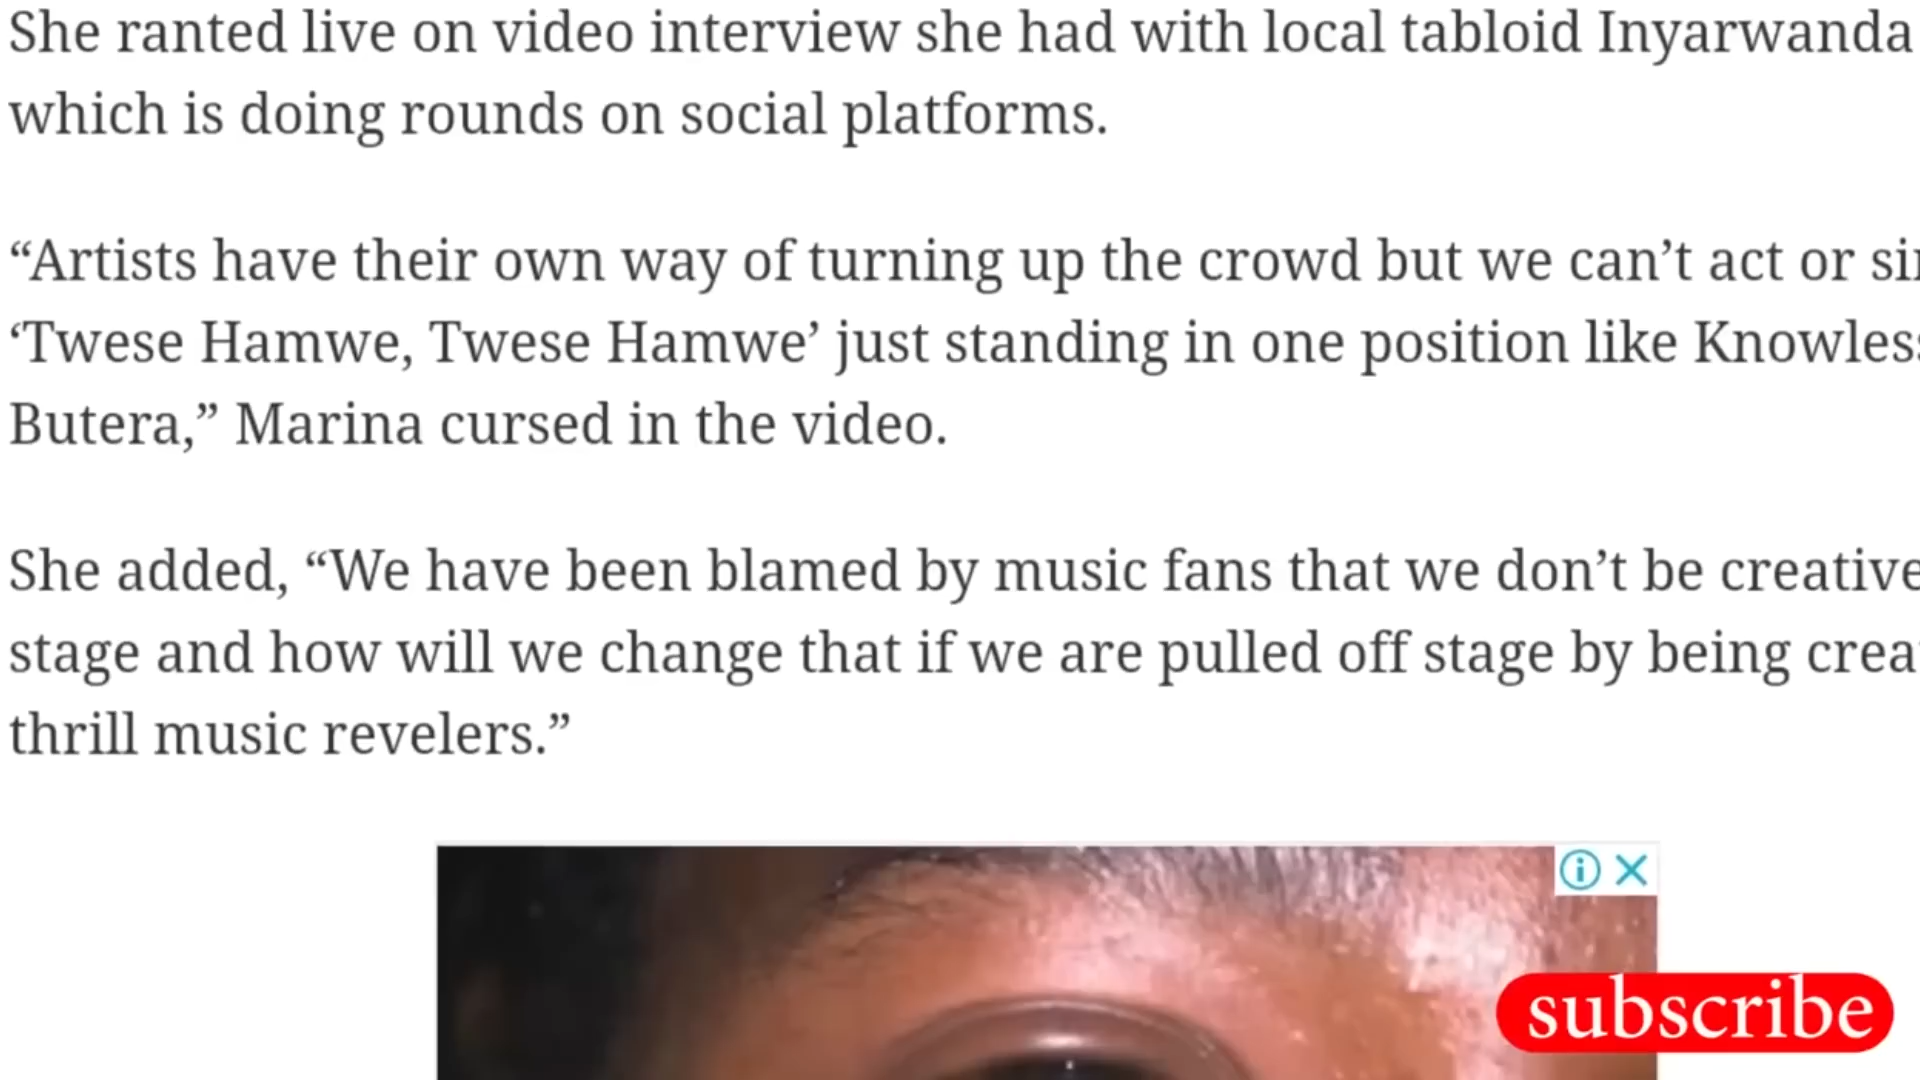 She ranted live on video interview she had with local tabloid Inyarwanda
which is doing rounds on social platforms.
“Artists have their own way of turning up the crowd but we can’t act or
‘Twese Hamwe, Twese Hamwe’ just standing in one position like Knowless
Butera,” Marina cursed in the video.
She added, “We have been blamed by music fans that we don’t be creative
stage and how will we change that if we are pulled off stage by being
thrill music revelers.”
subscribe